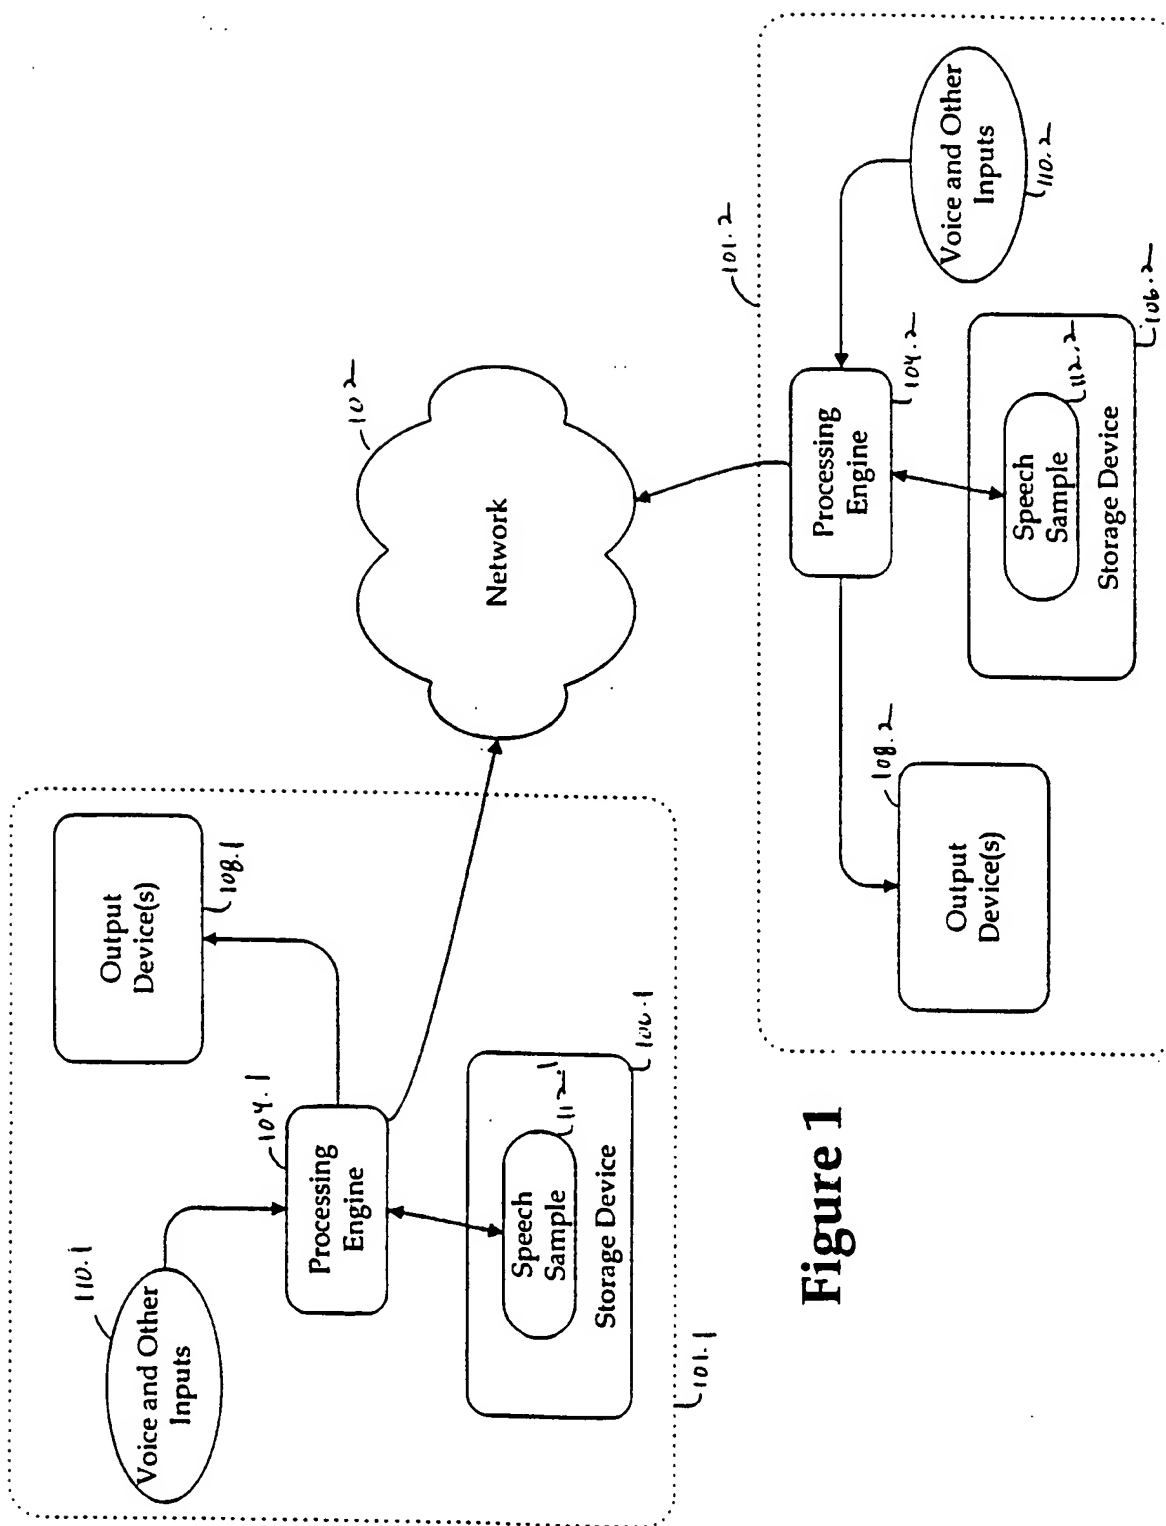 110.1
Voice and Other
Inputs
104.1
Processing
Engine
108.1
Output
Device(s)
112.1
Speech
Sample
Storage Device
106.1
101.1
102
Network
101.2
108.2
Output
Device(s)
104.2
Processing
Engine
110.2
Voice and Other
Inputs
112.2
Speech
Sample
Storage Device
106.2
Figure 1